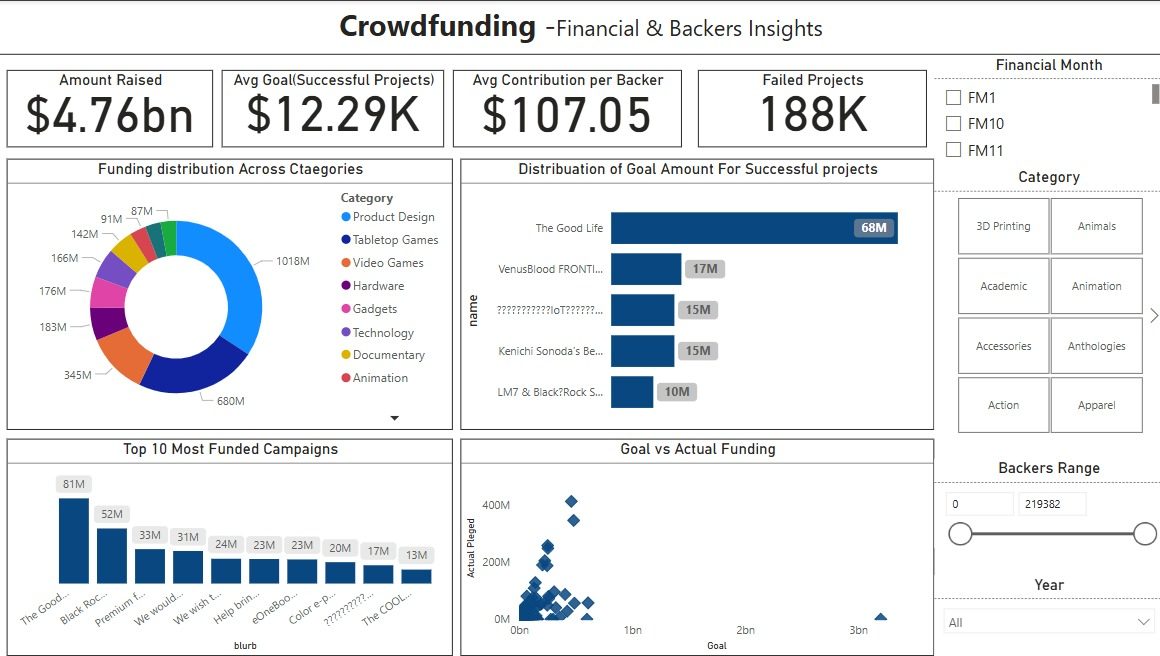 Crowdfunding -Financial & Backers Insights
Amount Raised
$4.76bn
Avg Goal(Successful Projects)
$12.29K
Avg Contribution per Backer
$107.05
Failed Projects
188K
Financial Month
FM1
FM10
FM11
Funding distribution Across Ctaegories
87M
91M
142M
166M
176M
183M
345M
680M
1018M
Category
Product Design
Tabletop Games
Video Games
Hardware
Gadgets
Technology
Documentary
Animation
Distribuation of Goal Amount For Successful projects
name
The Good Life
68M
VenusBlood FRONTI...
17M
???????????IoT??????...
15M
Kenichi Sonoda's Be...
15M
LM7 & Black?Rock S...
10M
Category
3D Printing
Animals
Academic
Animation
Accessories
Anthologies
Action
Apparel
Top 10 Most Funded Campaigns
81M
52M
33M
31M
24M
23M
23M
20M
17M
13M
The Good...
Black Roc...
Premium f...
We would...
We wish t...
Help brin...
eOneBoo...
Color e-p...
?????????...
The COOL...
blurb
Goal vs Actual Funding
Actual Pleged
400M
200M
0M
0bn
1bn
2bn
3bn
Goal
Backers Range
0
219382
Year
All